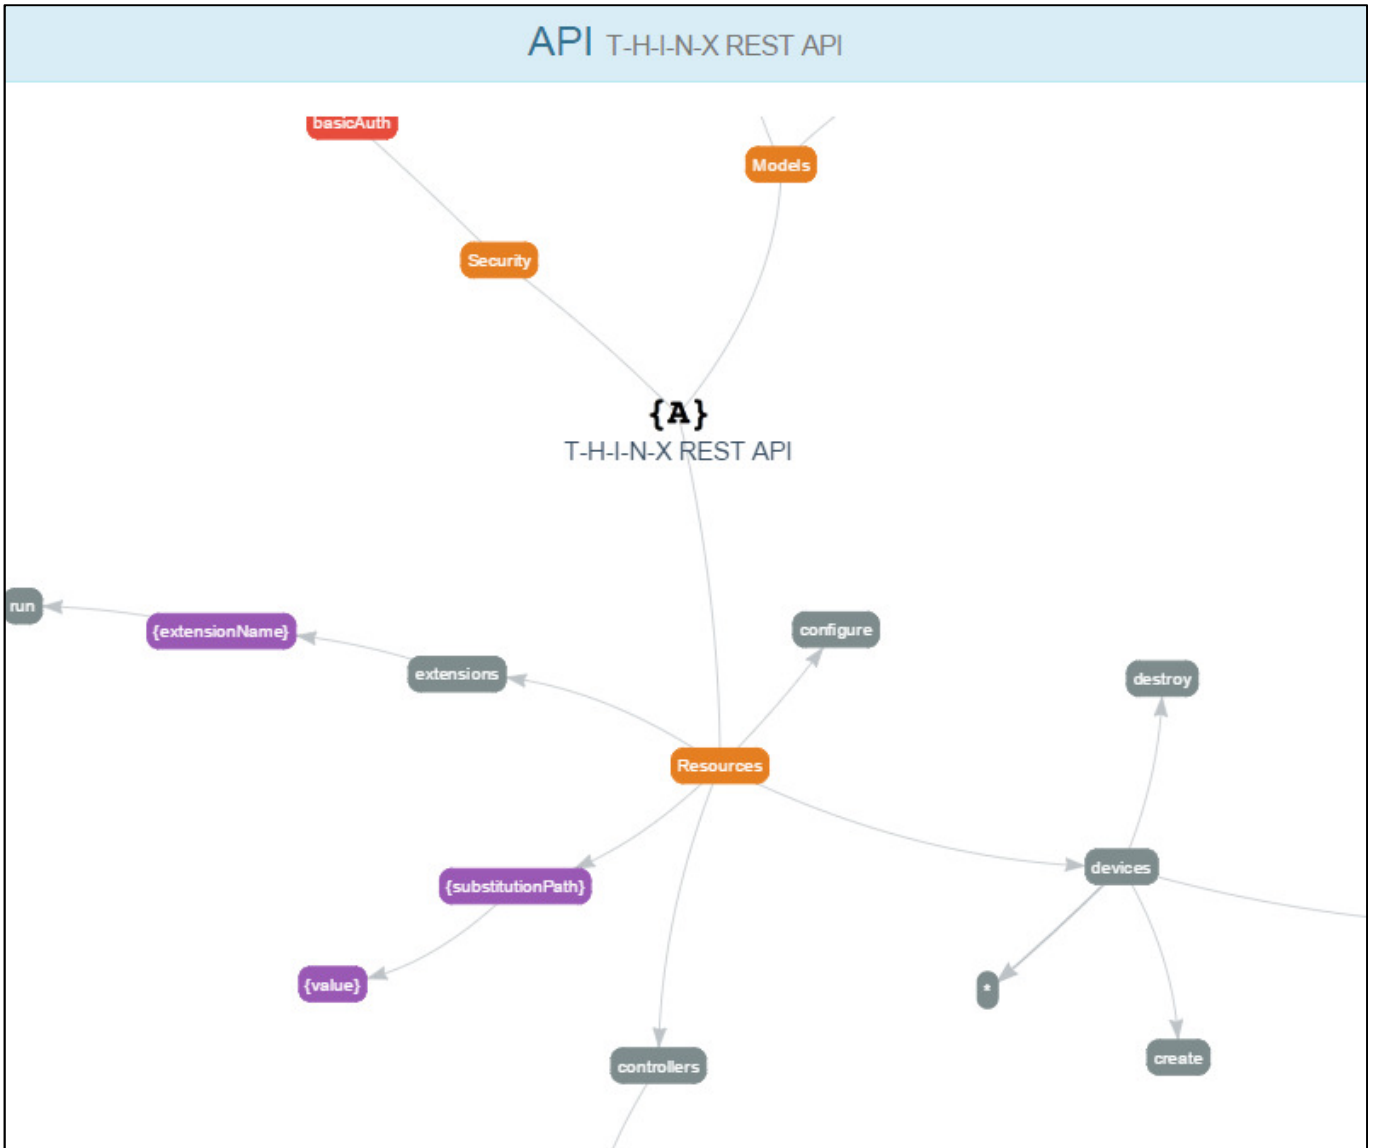 API T-H-I-N-X REST API
basicAuth
Models
Security
{A}
T-H-I-N-X REST API
run
{extensionName}
configure
extensions
destroy
Resources
devices
{substitutionPath}
{value}
*
create
controllers